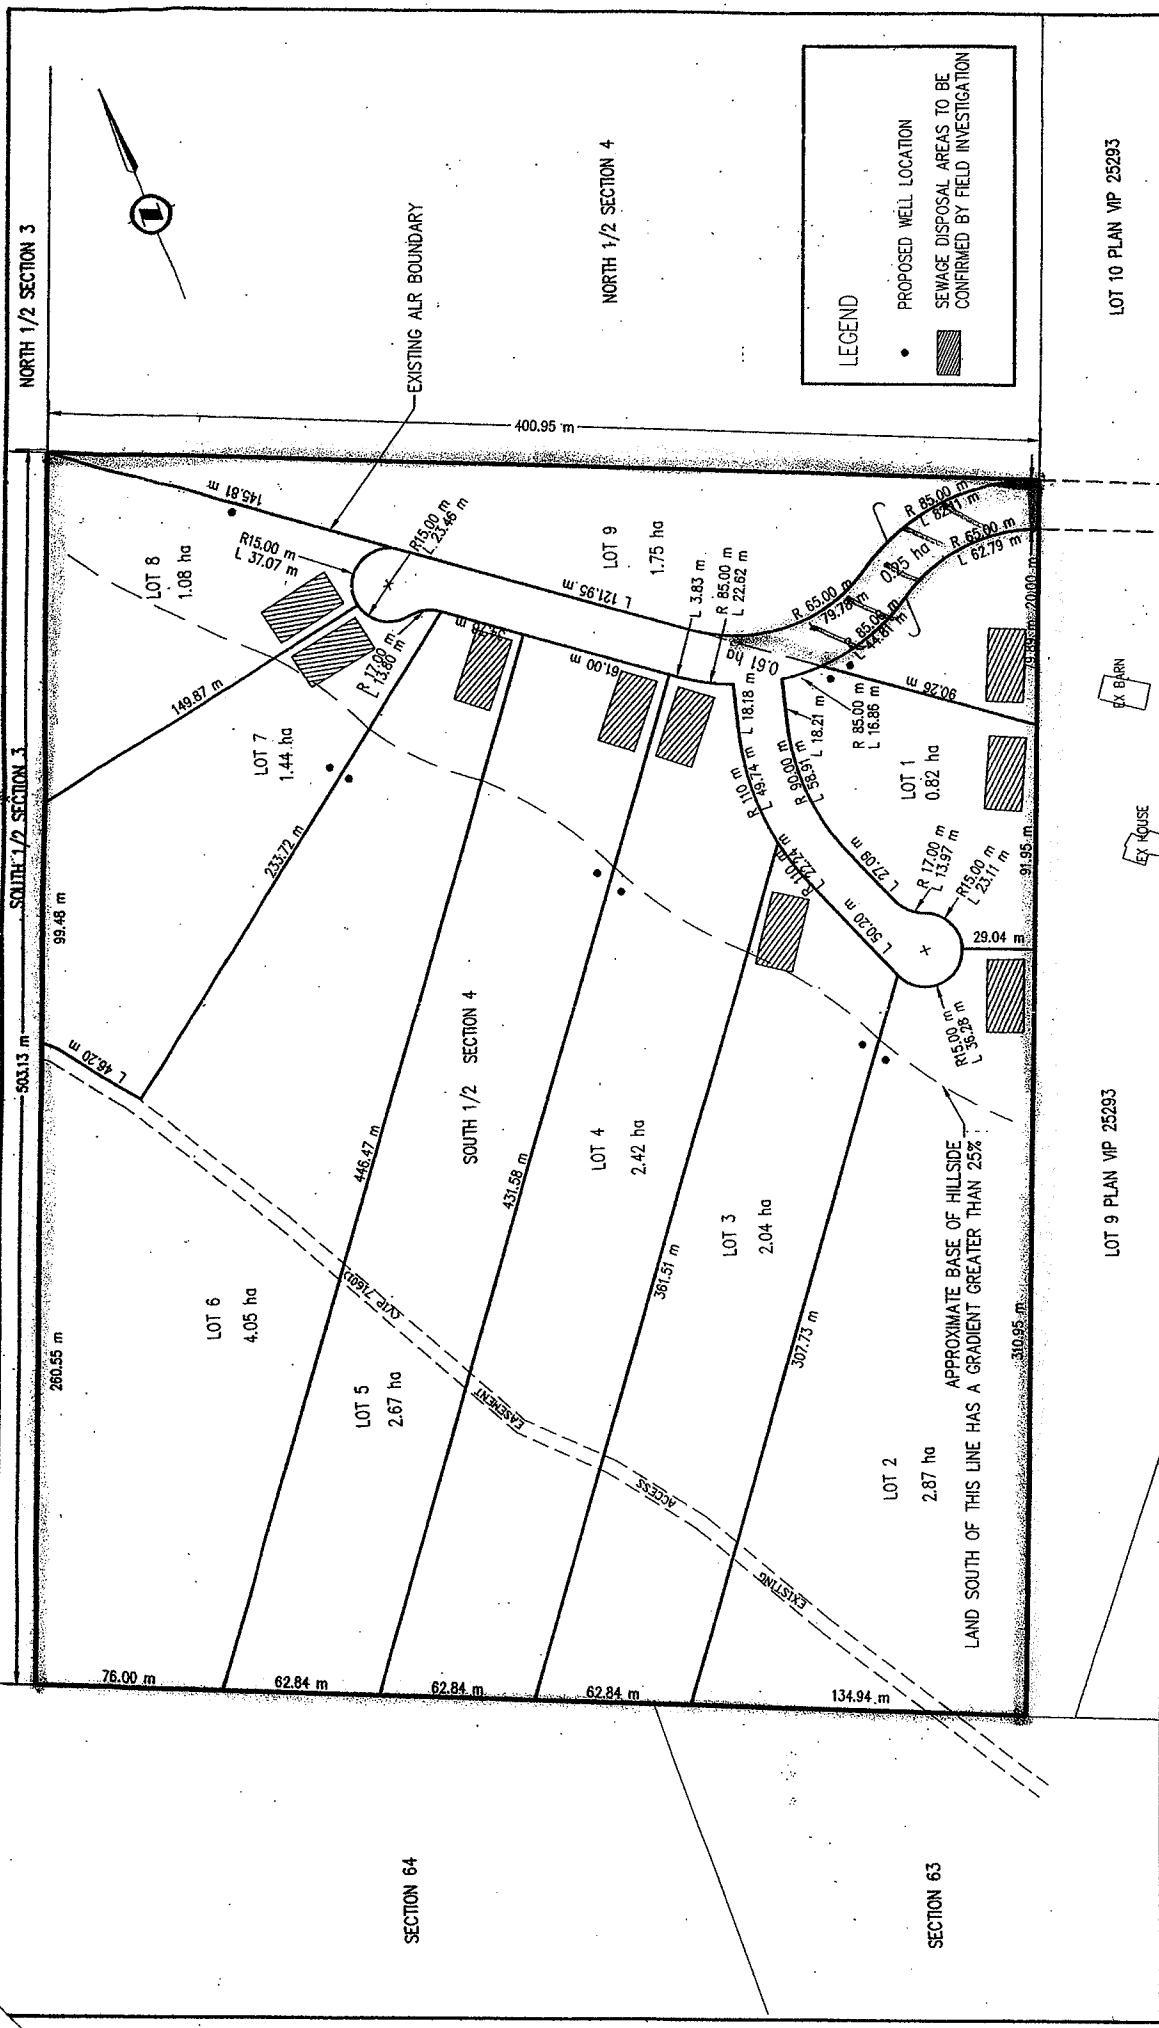 NORTH 1/2 SECTION 3
SOUTH 1/2 SECTION 3
503.13 m
99.48 m
260.55 m
NORTH 1/2 SECTION 4
EXISTING ALR BOUNDARY
400.95 m
LEGEND
PROPOSED WELL LOCATION
SEWAGE DISPOSAL AREAS TO BE
CONFIRMED BY FIELD INVESTIGATION
LOT 10 PLAN VIP 25293
LOT 8
1.08 ha
145.81 m
R15.00 m
L 37.07 m
R15.00 m
L 23.46 m
R 17.00 m
L 13.80 m
149.87 m
LOT 7
1.44 ha
233.72 m
L 46.20 m
LOT 9
1.75 ha
L 121.95 m
61.00 m
L 3.83 m
R 85.00 m
L 22.62 m
0.61 ha
0.25 ha
R 85.00 m
R 65.00 m
L 62.79 m
R 65.00 m
79.78 m
R 85.00 m
L 44.81 m
20.00 m
90.26 m
R 85.00 m
L 16.86 m
L 18.18 m
L 18.21 m
R 110 m
L 49.74 m
R 90.00 m
L 58.91 m
R 110 m
L 22.24 m
L 27.09 m
L 50.20 m
R 17.00 m
L 13.97 m
R15.00 m
L 23.11 m
R15.00 m
L 36.28 m
29.04 m
91.95 m
LOT 1
0.82 ha
EX BARN
EX HOUSE
LOT 6
4.05 ha
446.47 m
SOUTH 1/2 SECTION 4
LOT 5
2.67 ha
431.58 m
LOT 4
2.42 ha
361.51 m
LOT 3
2.04 ha
307.73 m
LOT 2
2.87 ha
310.95 m
APPROXIMATE BASE OF HILLSIDE
LAND SOUTH OF THIS LINE HAS A GRADIENT GREATER THAN 25%
EXISTING
ACCESS
EASEMENT
76.00 m
62.84 m
62.84 m
62.84 m
134.94 m
LOT 9 PLAN VIP 25293
SECTION 64
SECTION 63